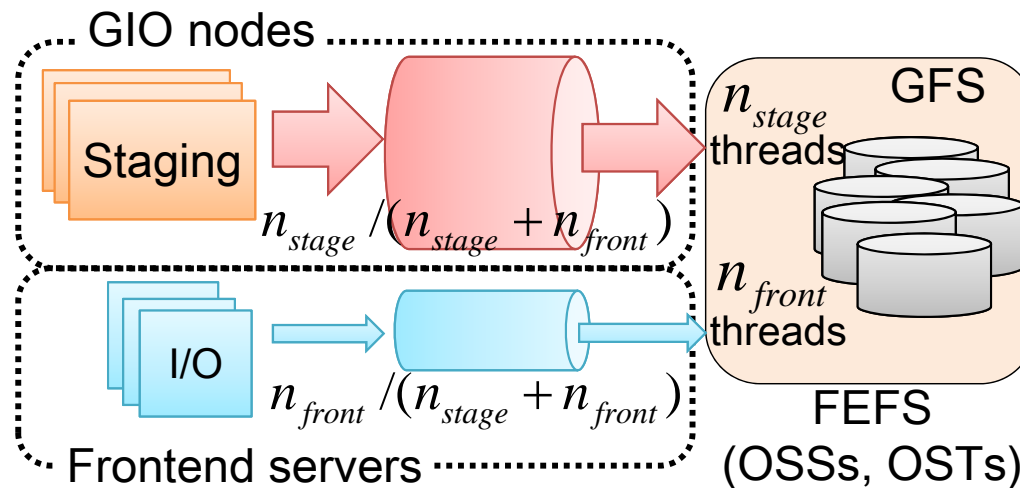 GIO nodes
Staging
n_stage /(n_stage + n_front)
I/O
n_front /(n_stage + n_front)
Frontend servers
GFS
n_stage
threads
n_front
threads
FEFS
(OSSs, OSTs)